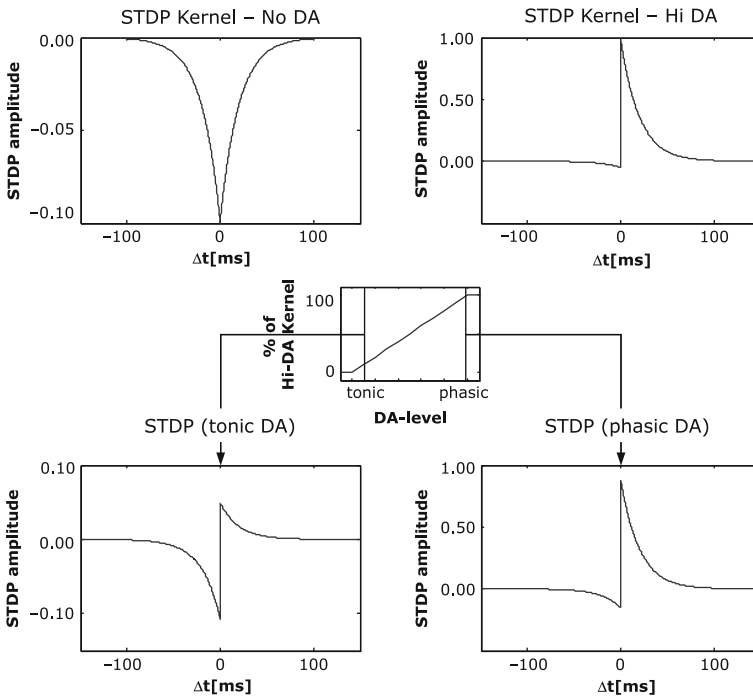 STDP Kernel – No DA
STDP amplitude
0.00
−0.05
−0.10
−100 0 100
Δt[ms]
STDP Kernel – Hi DA
STDP amplitude
1.00
0.50
0.00
−100 0 100
Δt[ms]
% of
Hi-DA Kernel
100
0
tonic phasic
DA-level
STDP (tonic DA)
STDP amplitude
0.10
0.00
−0.10
−100 0 100
Δt[ms]
STDP (phasic DA)
STDP amplitude
1.00
0.50
0.00
−100 0 100
Δt[ms]